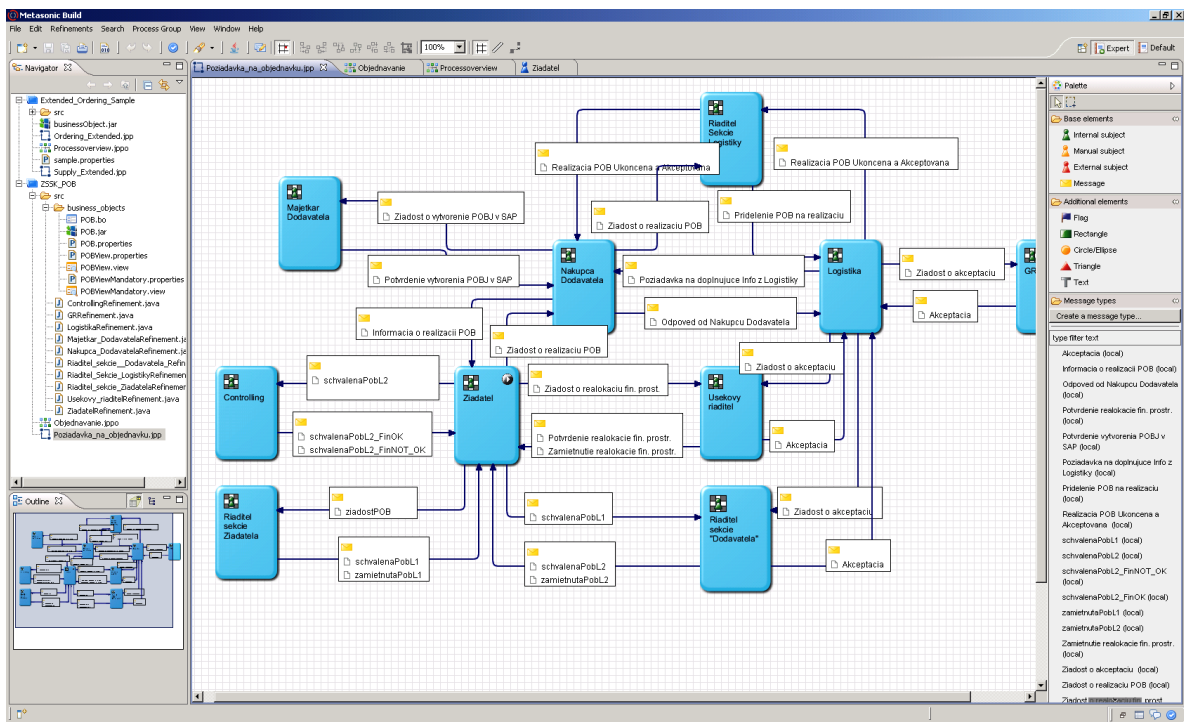 Metasonic Build
File Edit Refinements Search Process Group View Window Help
100%
Expert
Default
Navigator
Extended_Ordering_Sample
src
businessObject.jar
Ordering_Extended.jpp
Processoverview.jppo
sample.properties
Supply_Extended.jpp
ZSSK_POB
src
business_objects
POB.bo
POB.jar
POB.properties
POBView.properties
POBView.view
POBViewMandatory.properties
POBViewMandatory.view
ControllingRefinement.java
GRRefinement.java
LogistikaRefinement.java
Majetkar_DodavatelaRefinement.ja
Nakupca_DodavatelaRefinement.ja
Riaditel_sekcie__Dodavatela_Refin
Riaditel_Sekcie_LogistikyRefinemen
Riaditel_sekcie_ZiadatelaRefinemer
Usekovy_riaditelRefinement.java
ZiadatelRefinement.java
Objednavanie.jppo
Poziadavka_na_objednavku.jpp
Outline
Poziadavka_na_objednavku.jpp
Objednavanie
Processoverview
Ziadatel
Riaditel
Sekcie
Logistiky
Realizacia POB Ukoncena a Akceptovana
Realizacia POB Ukoncena a Akceptovana
Majetkar
Dodavatela
Ziadost o vytvorenie POBJ v SAP
Ziadost o realizaciu POB
Pridelenie POB na realizaciu
Nakupca
Dodavatela
Logistika
GR
Potvrdenie vytvorenia POBJ v SAP
Poziadavka na doplnujuce Info z Logistiky
Ziadost o akceptaciu
Akceptacia
Informacia o realizacii POB
Odpoved od Nakupcu Dodavatela
Ziadost o realizaciu POB
Ziadost o akceptaciu
Controlling
schvalenaPobL2
Ziadatel
Ziadost o realokaciu fin. prost.
Usekovy
riaditel
schvalenaPobL2_FinOK
schvalenaPobL2_FinNOT_OK
Potvrdenie realokacie fin. prostr.
Zamietnutie realokacie fin. prostr.
Akceptacia
Riaditel
sekcie
Ziadatela
ziadostPOB
schvalenaPobL1
Riaditel
sekcie
"Dodavatela"
Ziadost o akceptaciu
schvalenaPobL1
zamietnutaPobL1
schvalenaPobL2
zamietnutaPobL2
Akceptacia
Palette
Base elements
Internal subject
Manual subject
External subject
Message
Additional elements
Flag
Rectangle
Circle/Ellipse
Triangle
Text
Message types
Create a message type...
type filter text
Akceptacia (local)
Informacia o realizacii POB (local)
Odpoved od Nakupcu Dodavatela
(local)
Potvrdenie realokacie fin. prostr.
(local)
Potvrdenie vytvorenia POBJ v
SAP (local)
Poziadavka na doplnujuce Info z
Logistiky (local)
Pridelenie POB na realizaciu
(local)
Realizacia POB Ukoncena a
Akceptovana (local)
schvalenaPobL1 (local)
schvalenaPobL2 (local)
schvalenaPobL2_FinNOT_OK
(local)
schvalenaPobL2_FinOK (local)
zamietnutaPobL1 (local)
zamietnutaPobL2 (local)
Zamietnutie realokacie fin. prostr.
(local)
Ziadost o akceptaciu (local)
Ziadost o realizaciu POB (local)